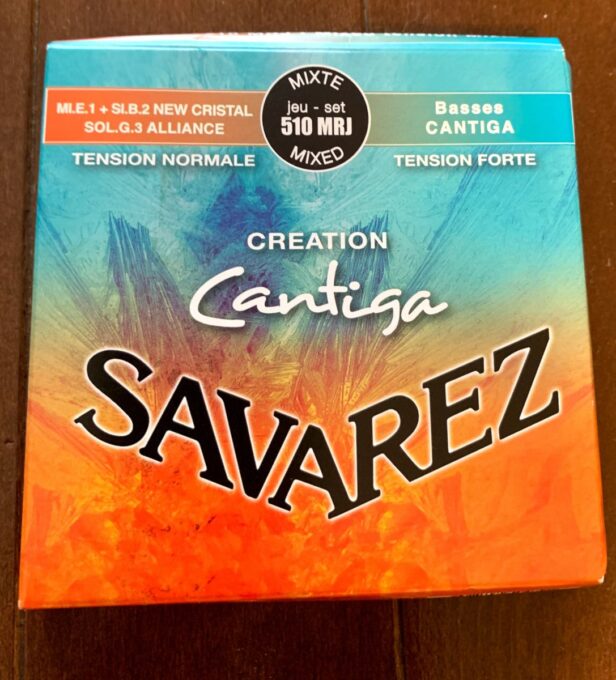 MIXTE
jeu - set
510 MRJ
MIXED
MI.E.1 + SI.B.2 NEW CRISTAL
SOL.G.3 ALLIANCE
TENSION NORMALE
Basses
CANTIGA
TENSION FORTE
CREATION
Cantiga
SAVAREZ